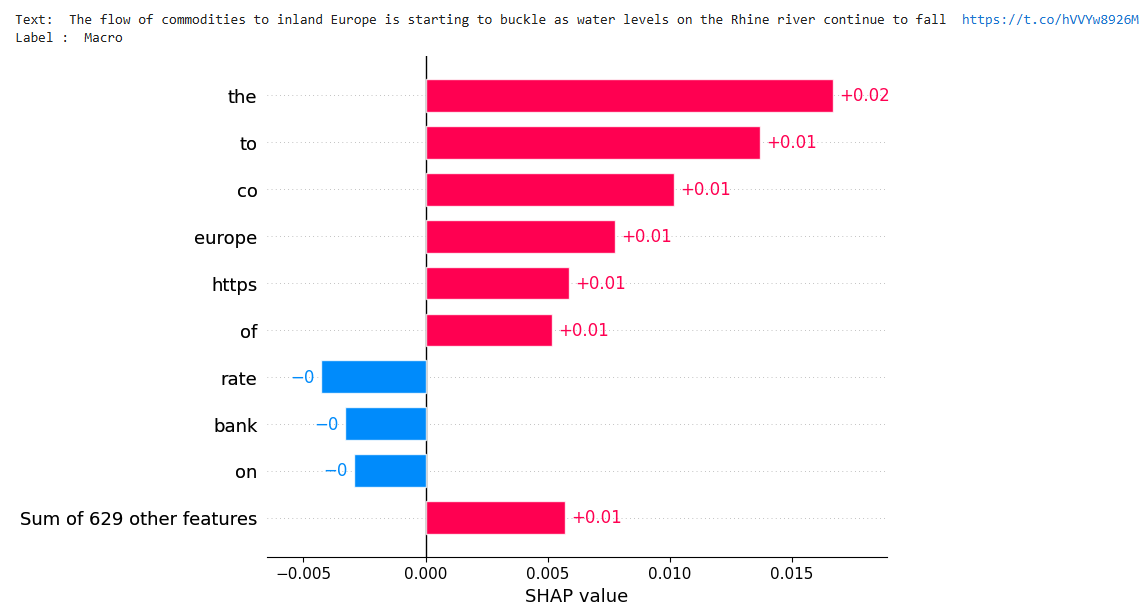 Text: The flow of commodities to inland Europe is starting to buckle as water levels on the Rhine river continue to fall https://t.co/hVVYw8926M
Label : Macro
the +0.02
to +0.01
co +0.01
europe +0.01
https +0.01
of +0.01
rate −0
bank −0
on −0
Sum of 629 other features +0.01
−0.005 0.000 0.005 0.010 0.015
SHAP value